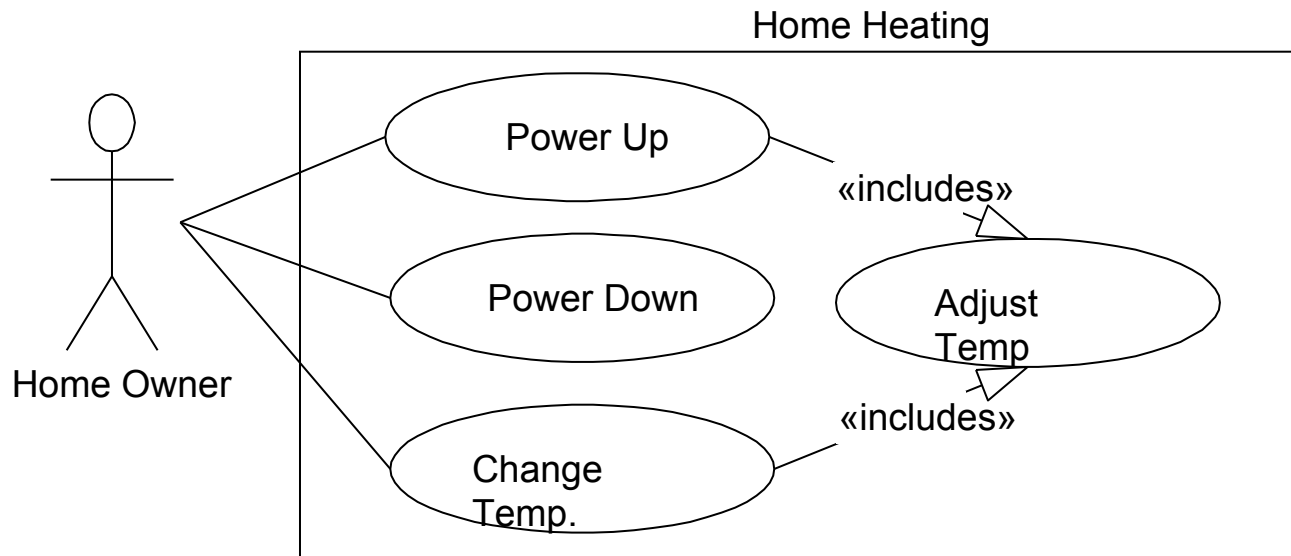 Home Heating
Power Up
«includes»
Power Down
Adjust
Temp
Home Owner
«includes»
Change
Temp.